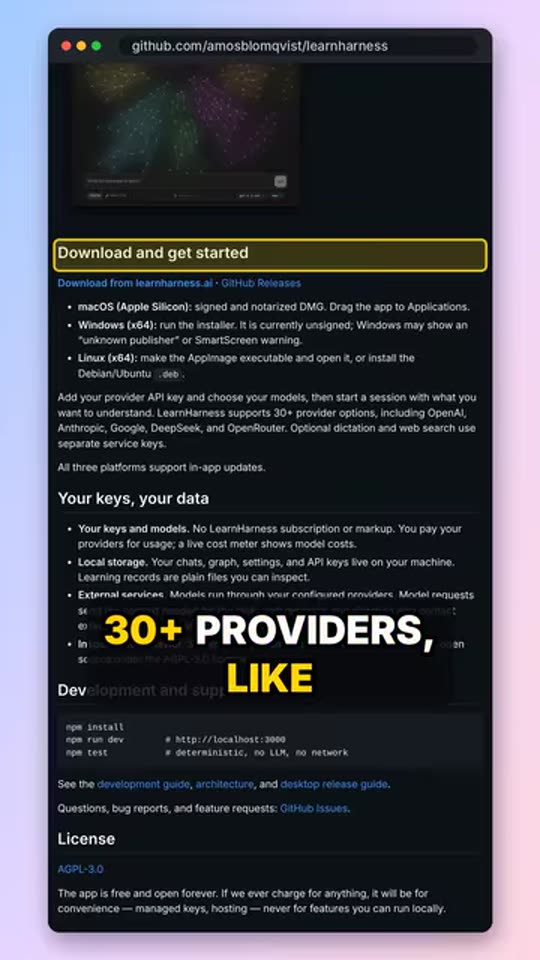 github.com/amosblomqvist/learnharness
Download and get started
Download from learnharness.ai · GitHub Releases
• macOS (Apple Silicon): signed and notarized DMG. Drag the app to Applications.
• Windows (x64): run the installer. It is currently unsigned; Windows may show an
"unknown publisher" or SmartScreen warning.
• Linux (x64): make the AppImage executable and open it, or install the
Debian/Ubuntu .deb .
Add your provider API key and choose your models, then start a session with what you
want to understand. LearnHarness supports 30+ provider options, including OpenAI,
Anthropic, Google, DeepSeek, and OpenRouter. Optional dictation and web search use
separate service keys.
All three platforms support in-app updates.
Your keys, your data
• Your keys and models. No LearnHarness subscription or markup. You pay your
providers for usage; a live cost meter shows model costs.
• Local storage. Your chats, graph, settings, and API keys live on your machine.
Learning records are plain files you can inspect.
• External services. Models run through your configured providers. Model requests
30+ PROVIDERS,
LIKE
Development and
npm install
npm run dev # http://localhost:3000
npm test # deterministic, no LLM, no network
See the development guide, architecture, and desktop release guide.
Questions, bug reports, and feature requests: GitHub Issues.
License
AGPL-3.0
The app is free and open forever. If we ever charge for anything, it will be for
convenience — managed keys, hosting — never for features you can run locally.